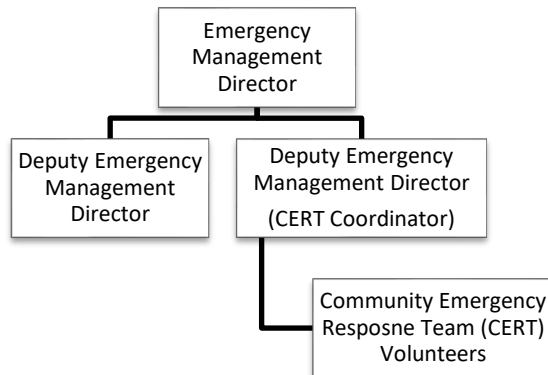 Emergency
Management
Director
Deputy Emergency
Management
Director
Deputy Emergency
Management Director
(CERT Coordinator)
Community Emergency
Resposne Team (CERT)
Volunteers